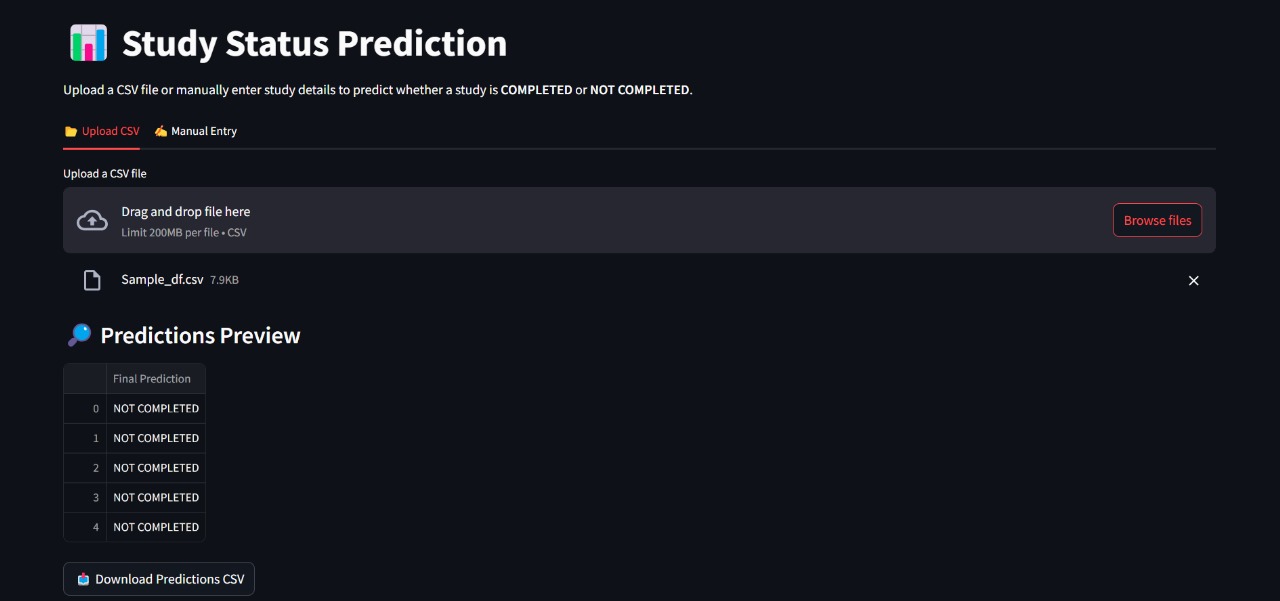 Study Status Prediction
Upload a CSV file or manually enter study details to predict whether a study is COMPLETED or NOT COMPLETED.
Upload CSV Manual Entry
Upload a CSV file
Drag and drop file here
Limit 200MB per file • CSV
Browse files
Sample_df.csv 7.9KB
Predictions Preview
Final Prediction
0 NOT COMPLETED
1 NOT COMPLETED
2 NOT COMPLETED
3 NOT COMPLETED
4 NOT COMPLETED
Download Predictions CSV